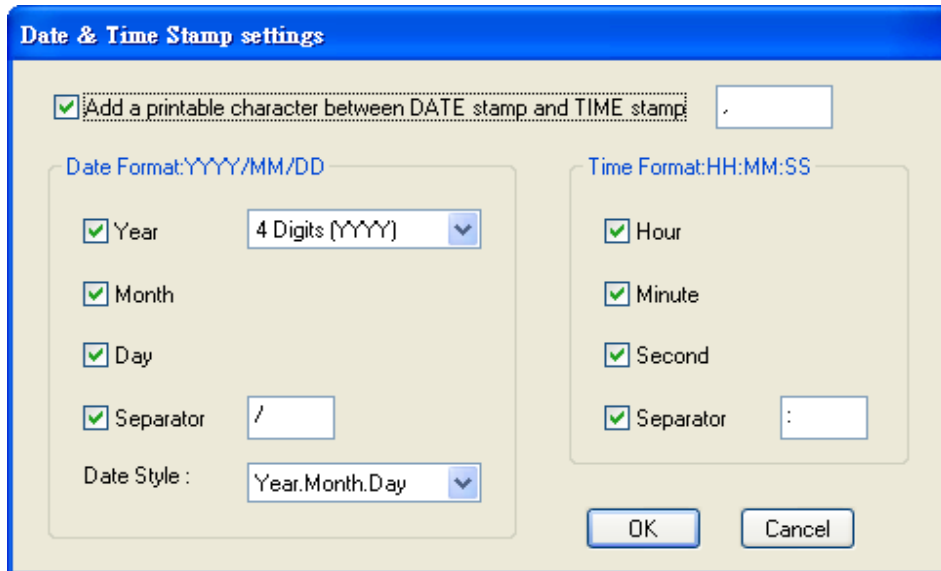 Date & Time Stamp settings
Add a printable character between DATE stamp and TIME stamp ,
Date Format:YYYY/MM/DD
Year 4 Digits (YYYY)
Month
Day
Separator /
Date Style : Year.Month.Day
Time Format:HH:MM:SS
Hour
Minute
Second
Separator :
OK Cancel